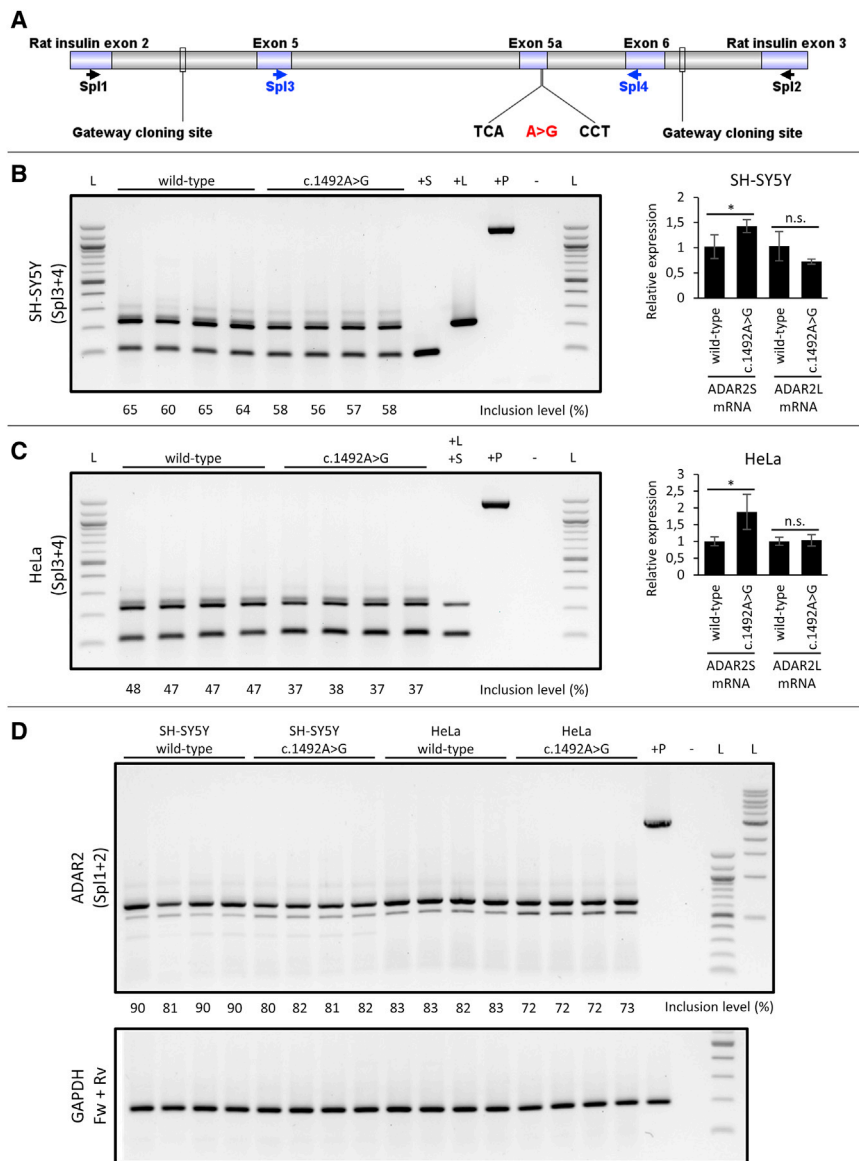 A
Rat insulin exon 2 Exon 5 Exon 5a Exon 6 Rat insulin exon 3
Spl1 Spl3 Spl4 Spl2
Gateway cloning site TCA A>G CCT Gateway cloning site
B
L wild-type c.1492A>G +S +L +P - L
SH-SY5Y
(Spl3+4)
65 60 65 64 58 56 57 58 Inclusion level (%)
SH-SY5Y
Relative expression
2
1,5
1
0,5
0
* n.s.
wild-type
c.1492A>G
wild-type
c.1492A>G
ADAR2S ADAR2L
mRNA mRNA
C
+L
L wild-type c.1492A>G +S +P - L
HeLa
(Spl3+4)
48 47 47 47 37 38 37 37 Inclusion level (%)
HeLa
Relative expression
3
2,5
2
1,5
1
0,5
0
* n.s.
wild-type
c.1492A>G
wild-type
c.1492A>G
ADAR2S ADAR2L
mRNA mRNA
D
SH-SY5Y SH-SY5Y HeLa HeLa
wild-type c.1492A>G wild-type c.1492A>G +P - L L
ADAR2
(Spl1+2)
90 81 90 90 80 82 81 82 83 83 82 83 72 72 72 73 Inclusion level (%)
GAPDH
Fw + Rv